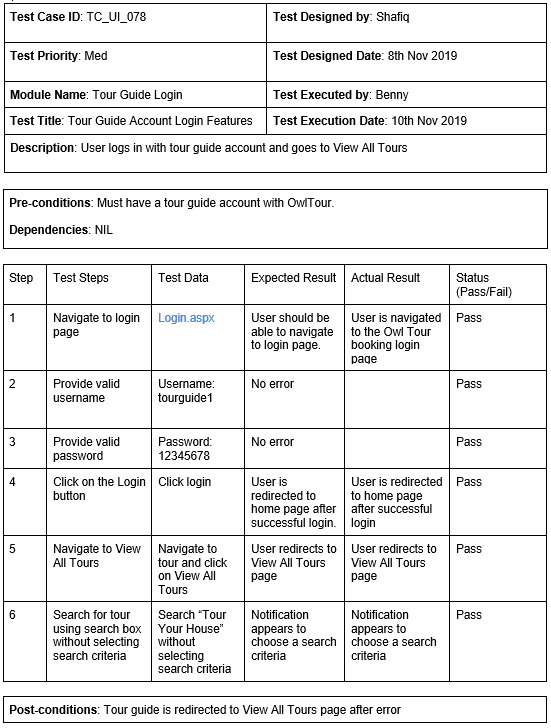 Test Case ID: TC_UI_078
Test Designed by: Shafiq
Test Priority: Med
Test Designed Date: 8th Nov 2019
Module Name: Tour Guide Login
Test Executed by: Benny
Test Title: Tour Guide Account Login Features
Test Execution Date: 10th Nov 2019
Description: User logs in with tour guide account and goes to View All Tours
Pre-conditions: Must have a tour guide account with OwlTour.
Dependencies: NIL
Step
Test Steps
Test Data
Expected Result
Actual Result
Status
(Pass/Fail)
1
Navigate to login
page
Login.aspx
User should be
able to navigate
to login page.
User is navigated
to the Owl Tour
booking login
page
Pass
2
Provide valid
username
Username:
tourguide1
No error
Pass
3
Provide valid
password
Password:
12345678
No error
Pass
4
Click on the Login
button
Click login
User is
redirected to
home page after
successful login.
User is redirected
to home page
after successful
login
Pass
5
Navigate to View
All Tours
Navigate to
tour and click
on View All
Tours
User redirects to
View All Tours
page
User redirects to
View All Tours
page
Pass
6
Search for tour
using search box
without selecting
search criteria
Search “Tour
Your House”
without
selecting
search criteria
Notification
appears to
choose a search
criteria
Notification
appears to
choose a search
criteria
Pass
Post-conditions: Tour guide is redirected to View All Tours page after error